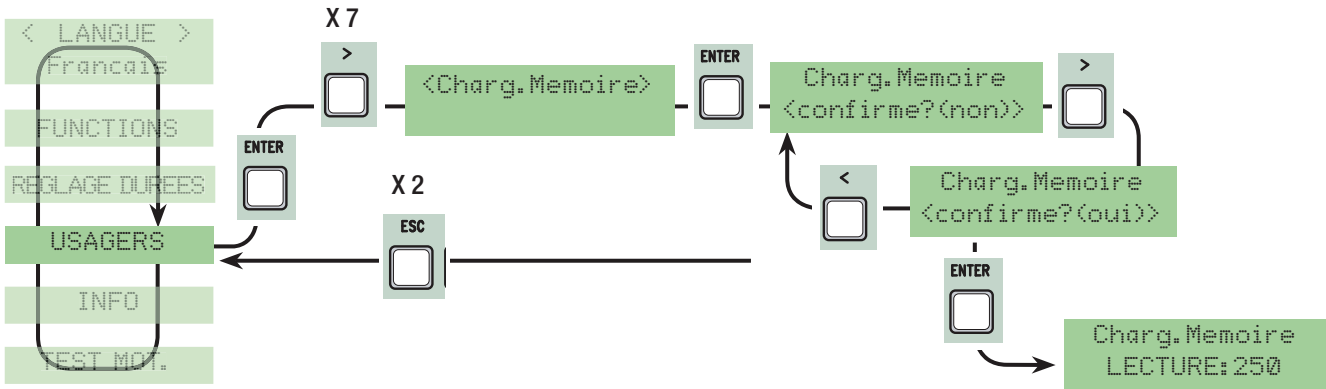 < LANGUE >
Francais
FUNCTIONS
REGLAGE DUREES
USAGERS
INFO
TEST MOT.
ENTER
X 7
>
<Charg.Memoire>
ENTER
Charg.Memoire
<confirme?(non)>
>
<
Charg.Memoire
<confirme?(oui)>
X 2
ESC
ENTER
Charg.Memoire
LECTURE:250